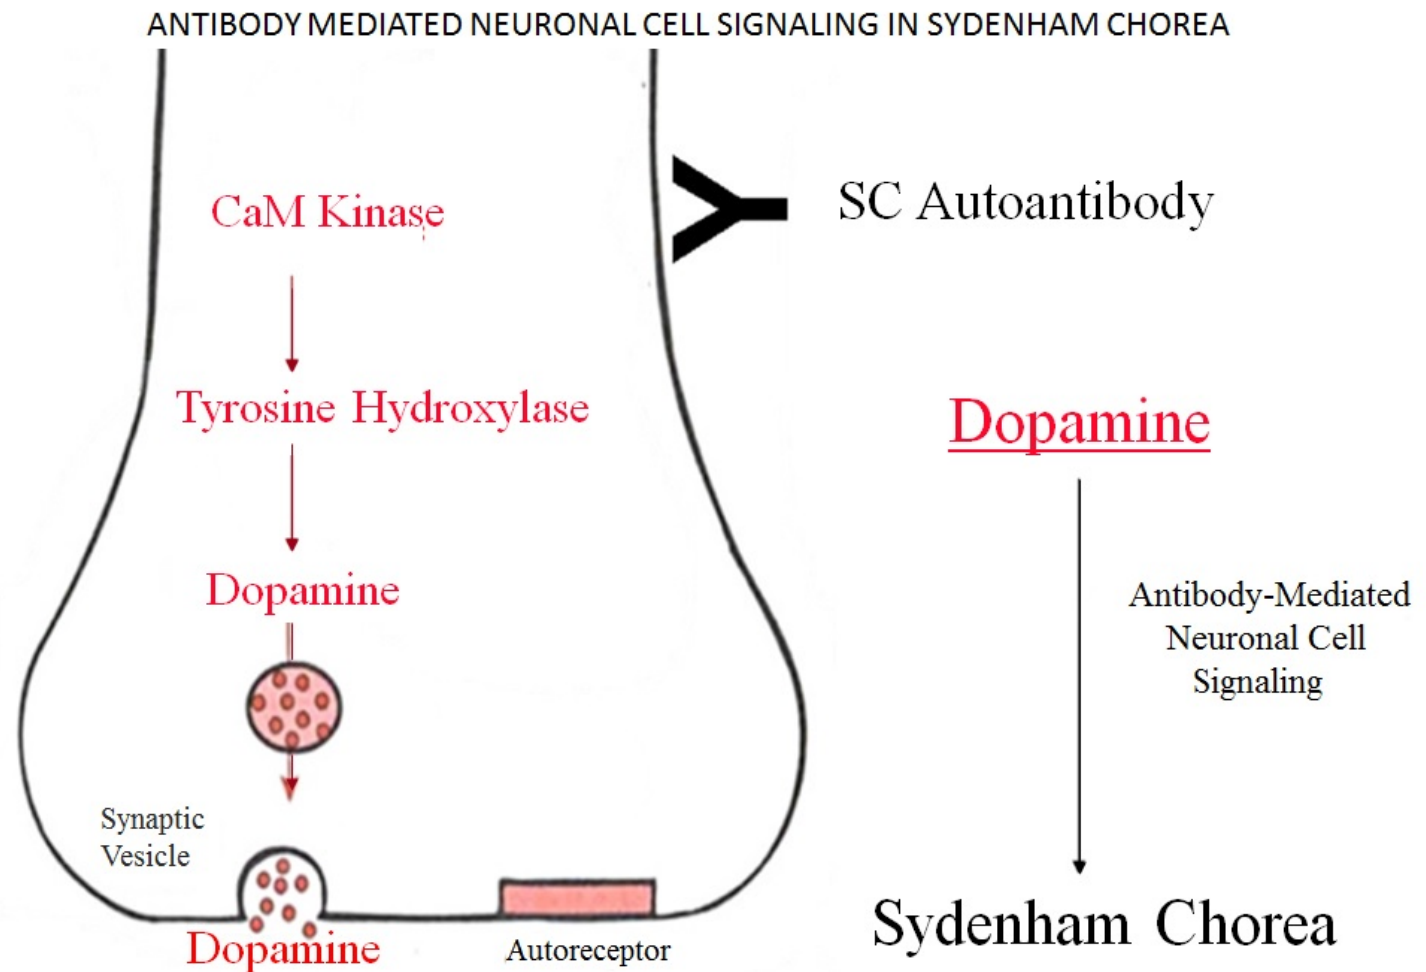 ANTIBODY MEDIATED NEURONAL CELL SIGNALING IN SYDENHAM CHOREA
CaM Kinase
SC Autoantibody
Tyrosine Hydroxylase
Dopamine
Dopamine
Antibody-Mediated
Neuronal Cell
Signaling
Synaptic
Vesicle
Dopamine
Autoreceptor
Sydenham Chorea